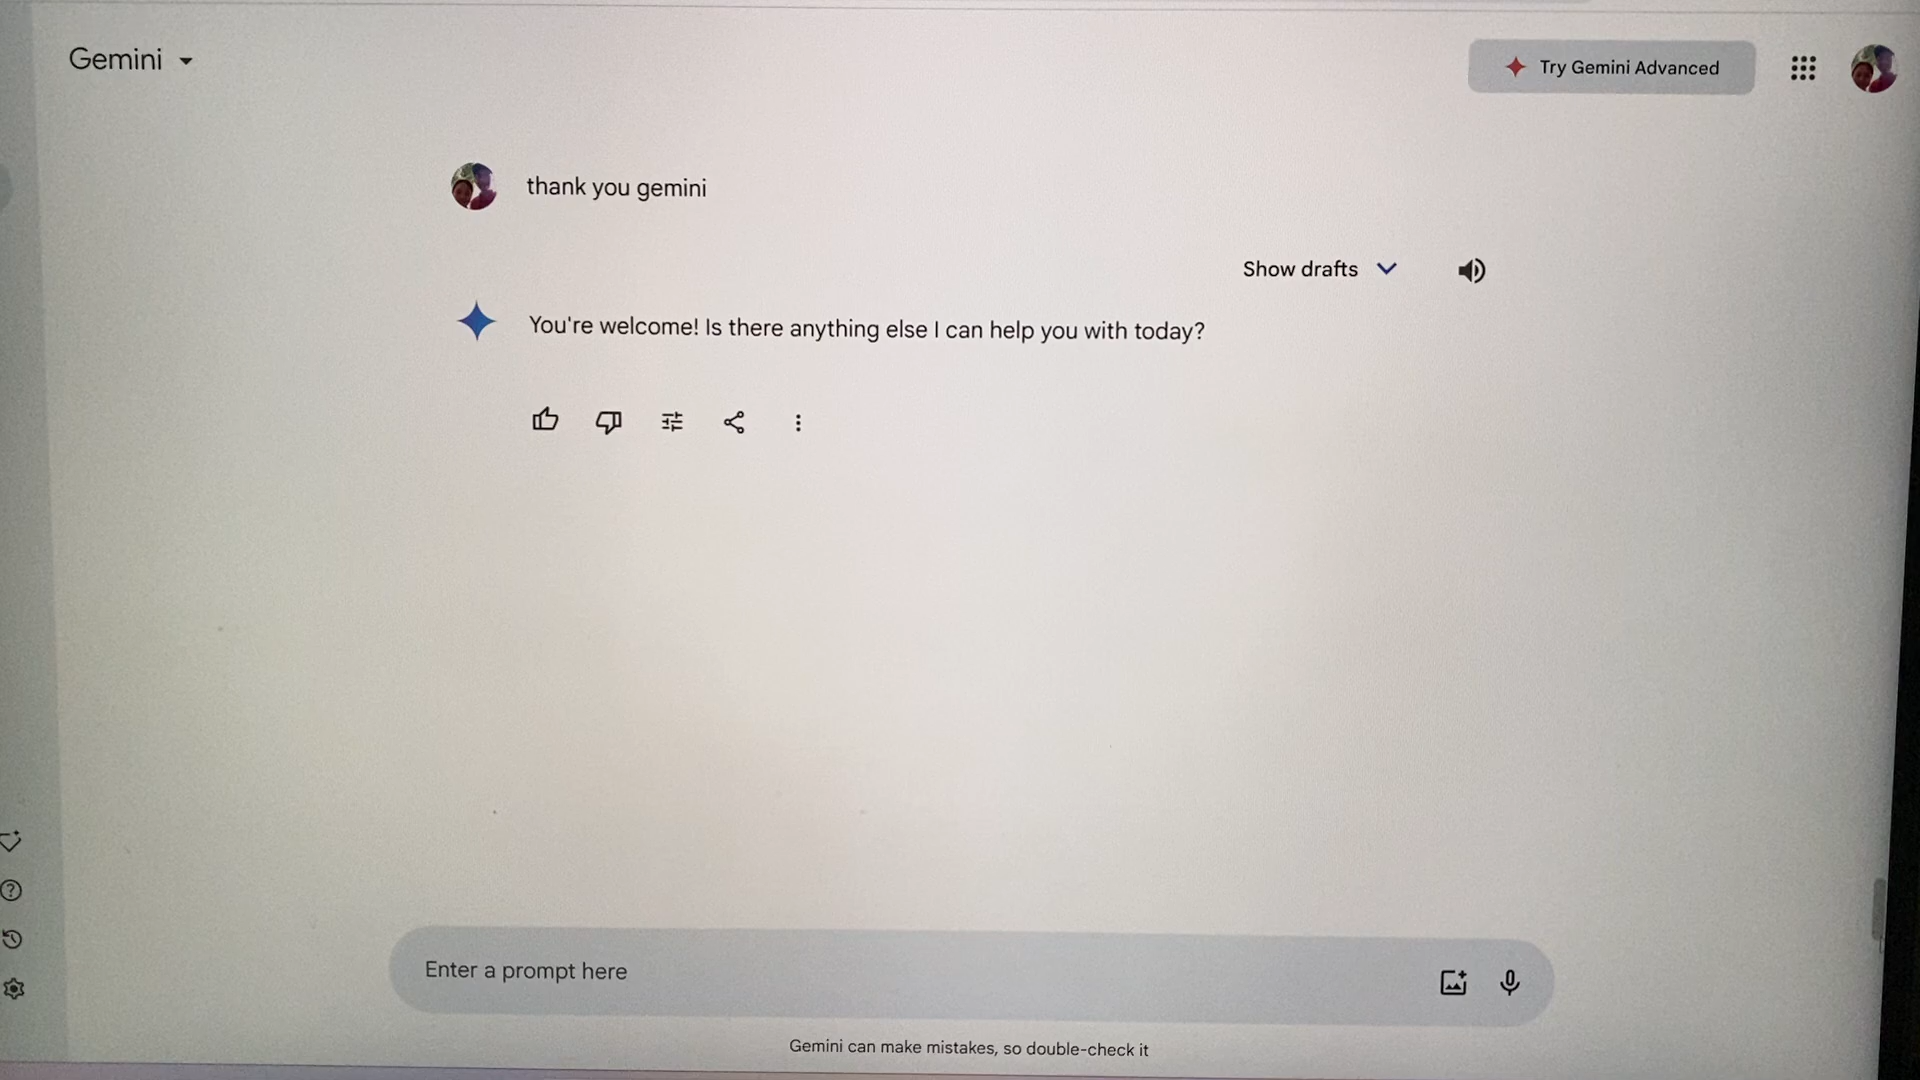 Gemini
Try Gemini Advanced
thank you gemini
Show drafts
You're welcome! Is there anything else I can help you with today?
Enter a prompt here
Gemini can make mistakes, so double-check it